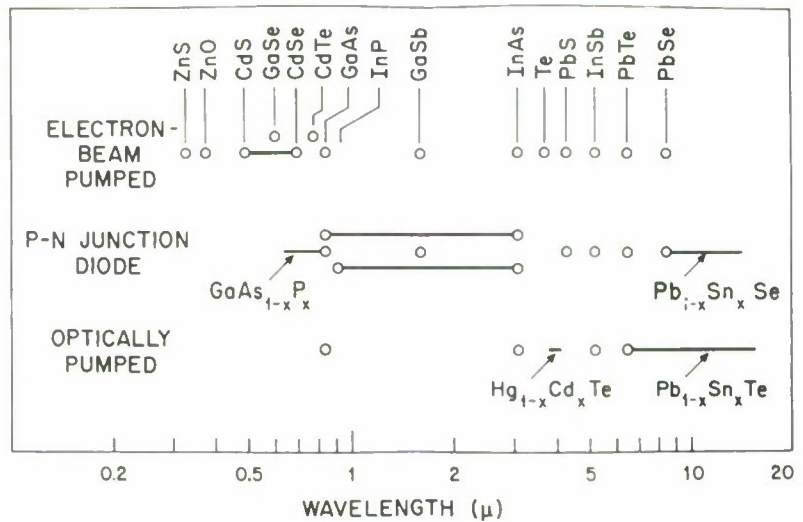 ZnS ZnO CdS GaSe CdSe CdTe GaAs InP GaSb InAs Te PbS InSb PbTe PbSe
ELECTRON-
BEAM
PUMPED
P-N JUNCTION
DIODE
GaAs₁₋ₓPₓ
Pb₁₋ₓSnₓSe
OPTICALLY
PUMPED
Hg₁₋ₓCdₓTe
Pb₁₋ₓSnₓTe
0.2 0.5 1 2 5 10 20
WAVELENGTH (μ)